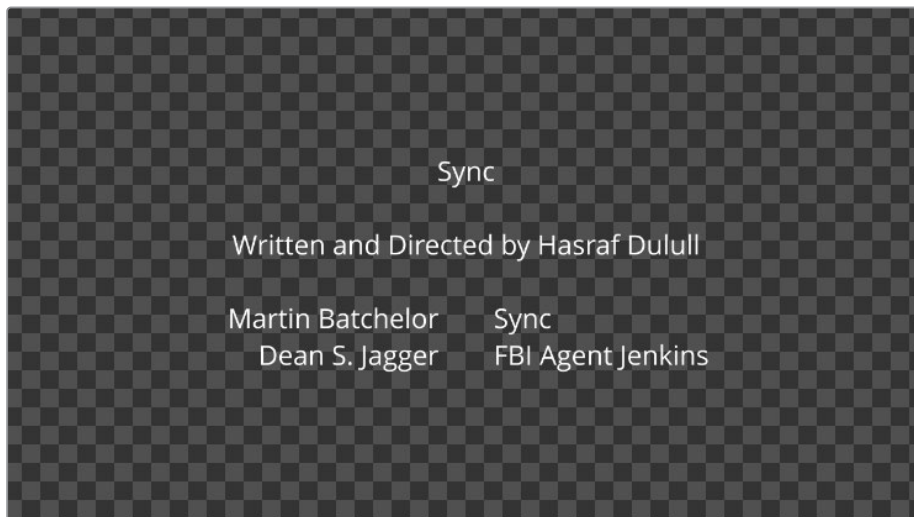 Sync
Written and Directed by Hasraf Dulull
Martin Batchelor Sync
Dean S. Jagger FBI Agent Jenkins